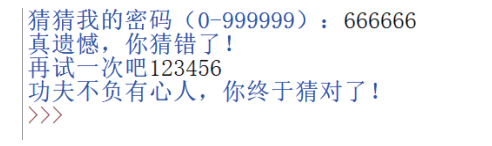 猜猜我的密码（0-999999）：666666
真遗憾，你猜错了！
再试一次吧123456
功夫不负有心人，你终于猜对了！
>>>